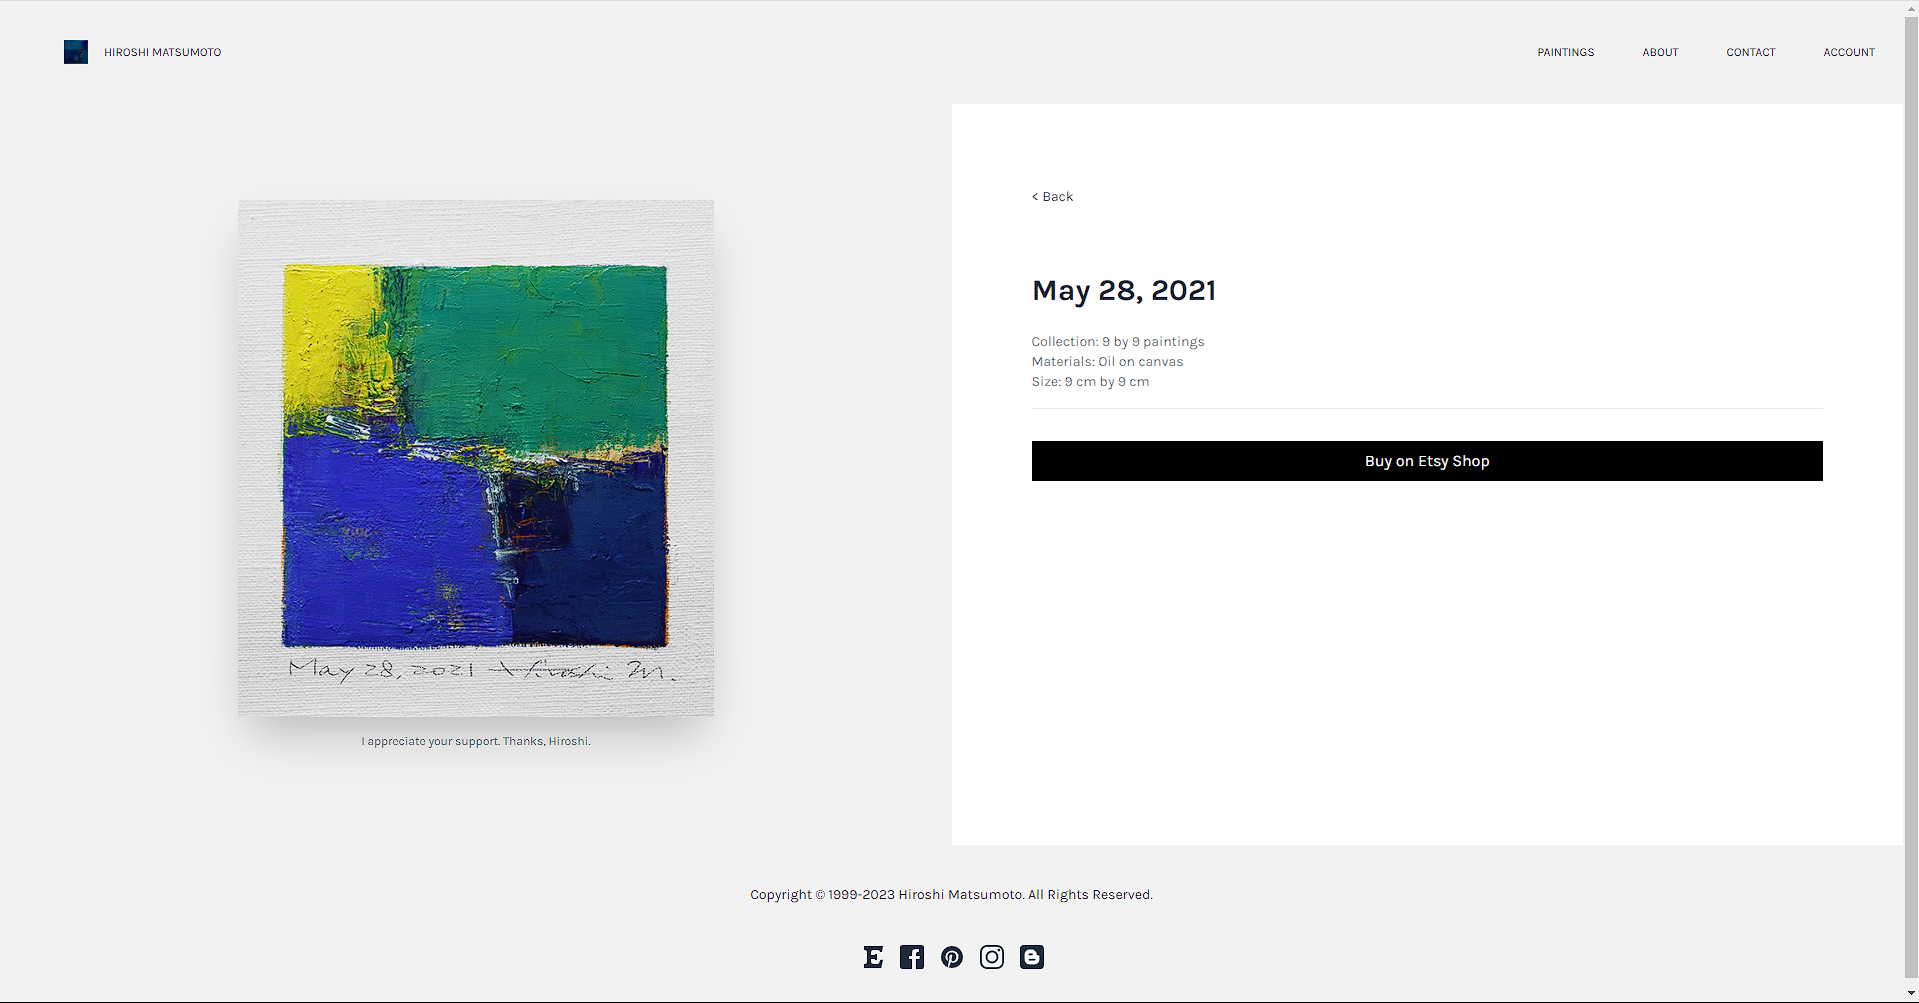 HIROSHI MATSUMOTO
PAINTINGS
ABOUT
CONTACT
ACCOUNT
May 28, 2021 Hiroshi M.
I appreciate your support. Thanks, Hiroshi.
< Back
May 28, 2021
Collection: 9 by 9 paintings
Materials: Oil on canvas
Size: 9 cm by 9 cm
Buy on Etsy Shop
Copyright © 1999-2023 Hiroshi Matsumoto. All Rights Reserved.